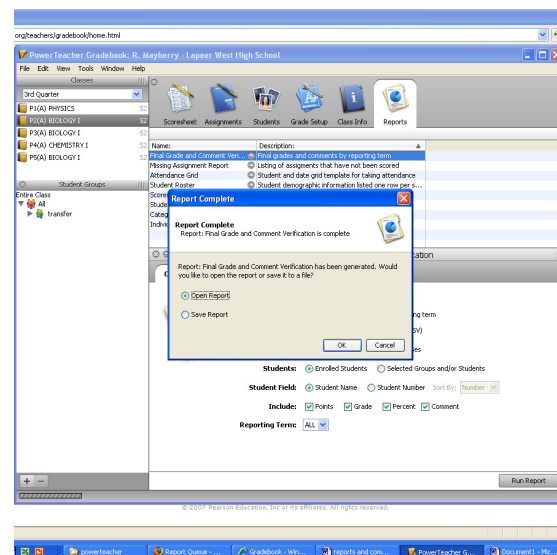 org/teachers/gradebook/home.html
PowerTeacher Gradebook: R. Mayberry - Lapeer West High School
File Edit View Tools Window Help
Classes
3rd Quarter
P1(A) PHYSICS S2
P2(A) BIOLOGY I S2
P3(A) BIOLOGY I S2
P4(A) CHEMISTRY I S2
P5(A) BIOLOGY I S2
Student Groups
Entire Class
All
transfer
Scoresheet Assignments Students Grade Setup Class Info Reports
Name: Description:
Final Grade and Comment Veri... Final grades and comments by reporting term
Missing Assignment Report Listing of assigments that have not been scored
Attendance Grid Student and date grid template for taking attendance
Student Roster Student demographic information listed one row per s...
Scores
Stude
Categ
Indivi
Report Complete
Report Complete
Report: Final Grade and Comment Verification is complete
Report: Final Grade and Comment Verification has been generated. Would
you like to open the report or save it to a file?
Open Report
Save Report
OK Cancel
cation
ng term
SV)
es
Students: Enrolled Students Selected Groups and/or Students
Student Field: Student Name Student Number Sort By: Number
Include: Points Grade Percent Comment
Reporting Term: ALL
Run Report
© 2007 Pearson Education, Inc or its affiliates. All rights reserved.
powerteacher Report Queue - ... Gradebook - Win... reports and com... PowerTeacher G... Document1 - Mic...